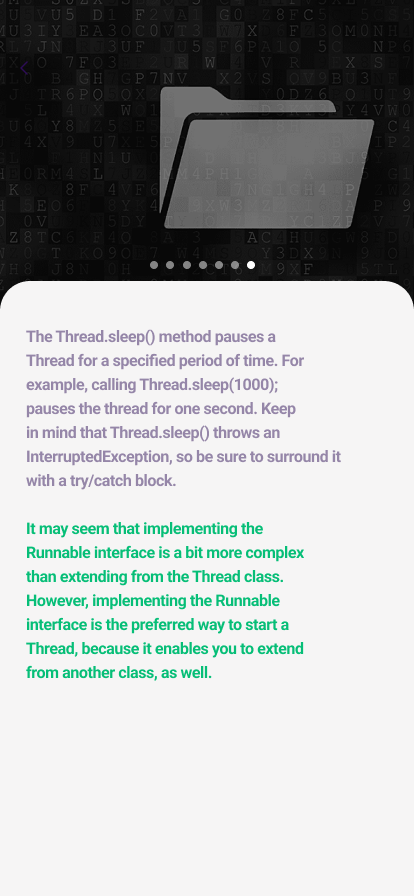 The Thread.sleep() method pauses a
Thread for a specified period of time. For
example, calling Thread.sleep(1000);
pauses the thread for one second. Keep
in mind that Thread.sleep() throws an
InterruptedException, so be sure to surround it
with a try/catch block.
It may seem that implementing the
Runnable interface is a bit more complex
than extending from the Thread class.
However, implementing the Runnable
interface is the preferred way to start a
Thread, because it enables you to extend
from another class, as well.